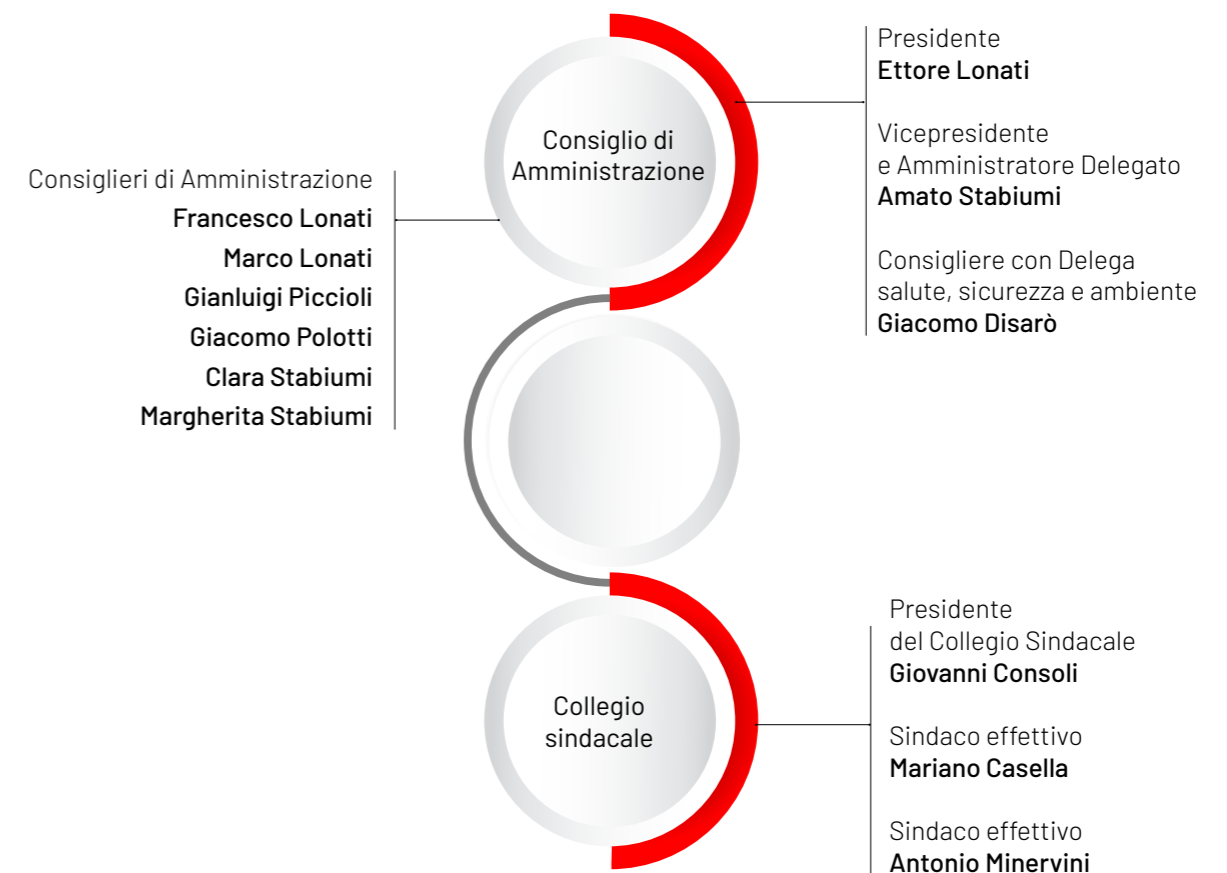 Presidente
Ettore Lonati
Vicepresidente
e Amministratore Delegato
Amato Stabiumi
Consigliere con Delega
salute, sicurezza e ambiente
Giacomo Disarò
Consiglio di
Amministrazione
Consiglieri di Amministrazione
Francesco Lonati
Marco Lonati
Gianluigi Piccioli
Giacomo Polotti
Clara Stabiumi
Margherita Stabiumi
Presidente
del Collegio Sindacale
Giovanni Consoli
Sindaco effettivo
Mariano Casella
Sindaco effettivo
Antonio Minervini
Collegio
sindacale